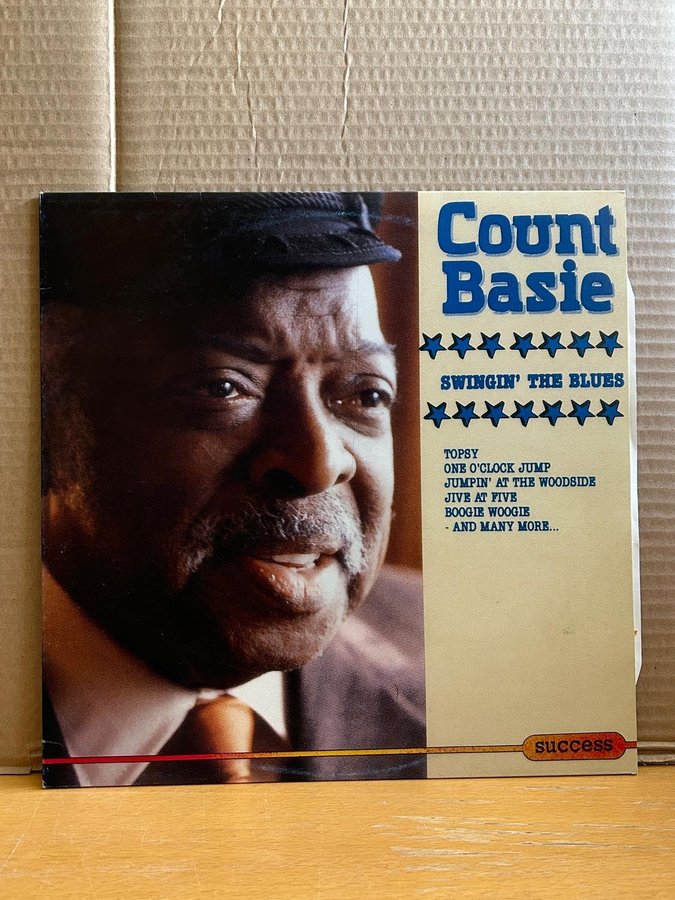 Count
Basie
SWINGIN' THE BLUES
TOPSY
ONE O'CLOCK JUMP
JUMPIN' AT THE WOODSIDE
JIVE AT FIVE
BOOGIE WOOGIE
- AND MANY MORE...
success